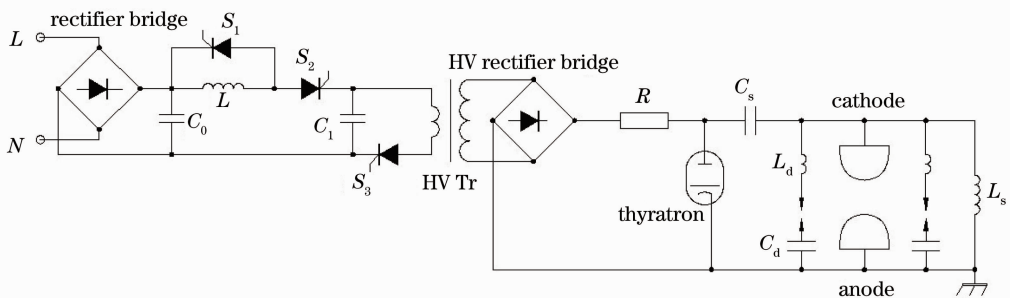 rectifier bridge
L
S1
S2
HV rectifier bridge
L
R
Cs
cathode
C0
C1
N
S3
HV Tr
thyratron
Ld
Ls
Cd
anode